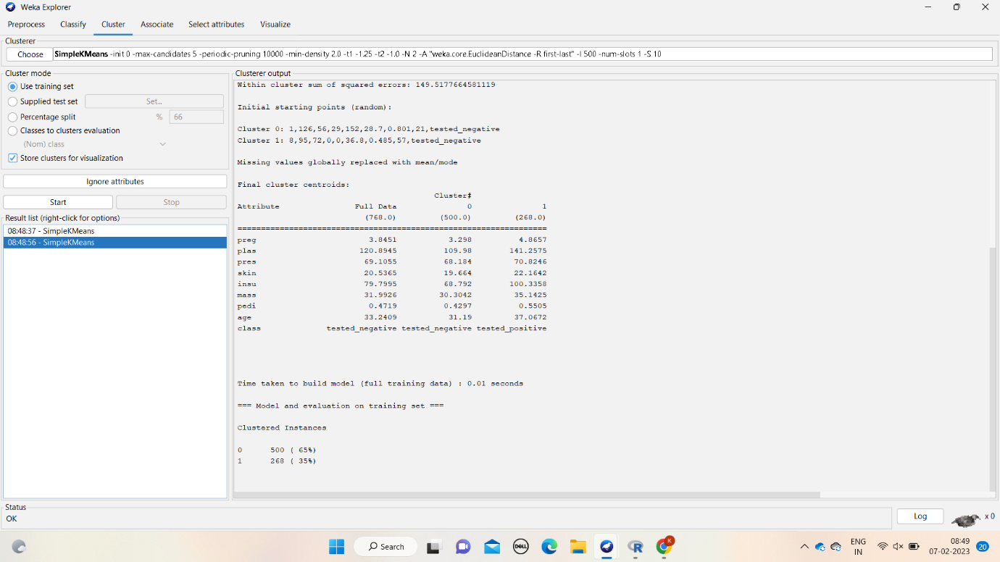 Weka Explorer
Preprocess Classify Cluster Associate Select attributes Visualize
Clusterer
Choose SimpleKMeans -init 0 -max-candidates 5 -periodic-pruning 10000 -min-density 2.0 -t1 -1.25 -t2 -1.0 -N 2 -A "weka.core.EuclideanDistance -R first-last" -I 500 -num-slots 1 -S 10
Cluster mode
Use training set
Supplied test set Set...
Percentage split % 66
Classes to clusters evaluation
(Nom) class
Store clusters for visualization
Ignore attributes
Start Stop
Result list (right-click for options)
08:48:37 - SimpleKMeans
08:48:56 - SimpleKMeans
Clusterer output
Within cluster sum of squared errors: 149.5177664581119
Initial starting points (random):
Cluster 0: 1,126,56,29,152,28.7,0.801,21,tested_negative
Cluster 1: 8,95,72,0,0,36.8,0.485,57,tested_negative
Missing values globally replaced with mean/mode
Final cluster centroids:
Cluster#
Attribute Full Data 0 1
(768.0) (500.0) (268.0)
==================================================================
preg 3.8451 3.298 4.8657
plas 120.8945 109.98 141.2575
pres 69.1055 68.184 70.8246
skin 20.5365 19.664 22.1642
insu 79.7995 68.792 100.3358
mass 31.9926 30.3042 35.1425
pedi 0.4719 0.4297 0.5505
age 33.2409 31.19 37.0672
class tested_negative tested_negative tested_positive
Time taken to build model (full training data) : 0.01 seconds
=== Model and evaluation on training set ===
Clustered Instances
0 500 ( 65%)
1 268 ( 35%)
Status
OK
Log x 0
Search
DELL
R
K
ENG
IN
08:49
07-02-2023
20